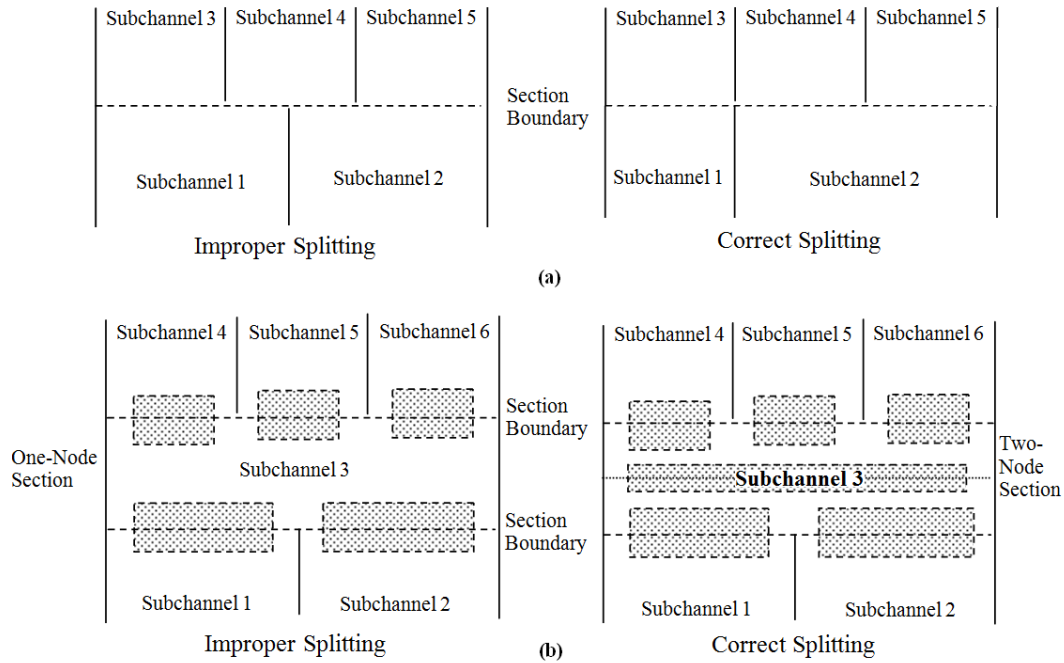 Subchannel 3
Subchannel 4
Subchannel 5
Subchannel 1
Subchannel 2
Improper Splitting
Section
Boundary
Subchannel 3
Subchannel 4
Subchannel 5
Subchannel 1
Subchannel 2
Correct Splitting
(a)
Subchannel 4
Subchannel 5
Subchannel 6
One-Node
Section
Subchannel 3
Subchannel 1
Subchannel 2
Improper Splitting
Section
Boundary
Section
Boundary
Subchannel 4
Subchannel 5
Subchannel 6
Subchannel 3
Two-
Node
Section
Subchannel 1
Subchannel 2
Correct Splitting
(b)